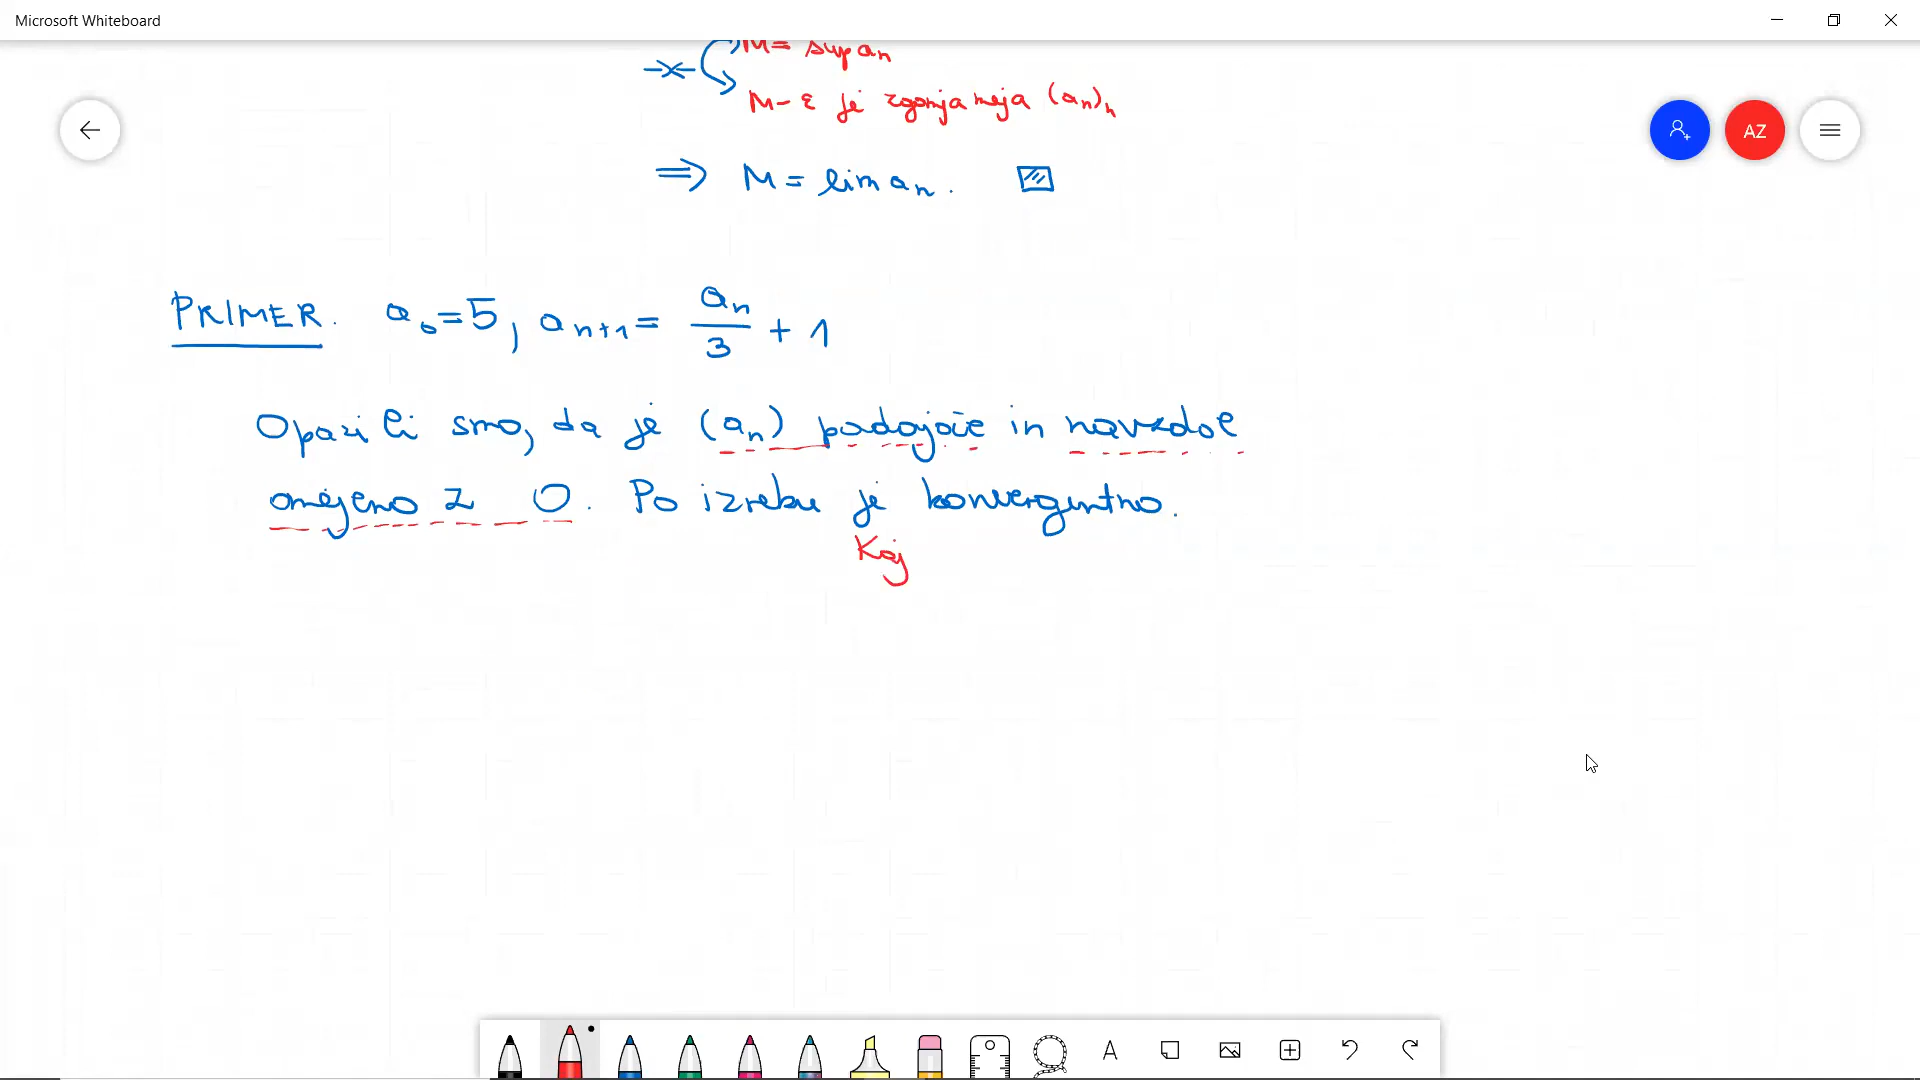 Microsoft Whiteboard
M = sup an
M-ε je zgornja meja (an)n
AZ
⇒ M = lim an.
PRIMER. a0=5, an+1 = an/3 + 1
Opazili smo, da je (an) padajoče in navzdol
omejeno z 0. Po izreku je konvergentno.
Kaj
A